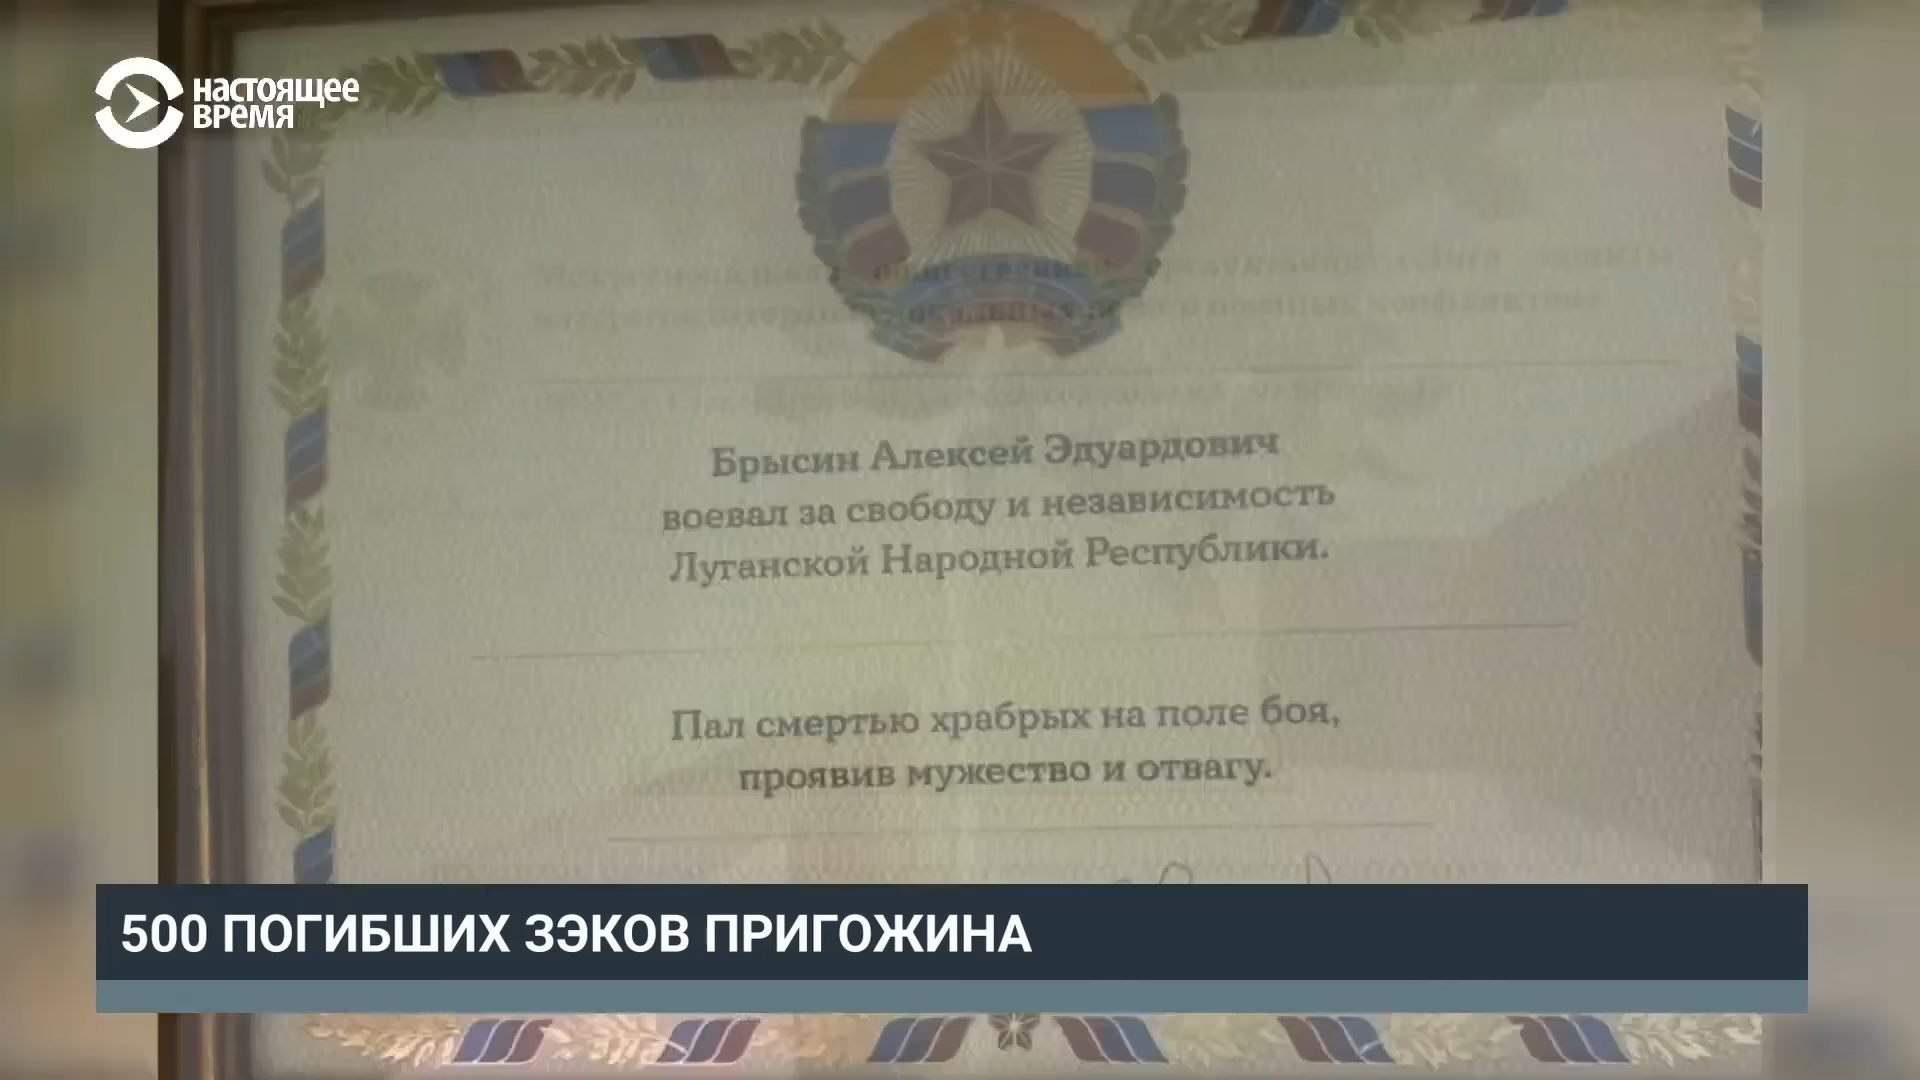 НАСТОЯЩЕЕ
ВРЕМЯ
Брысин Алексей Эдуардович
воевал за свободу и независимость
Луганской Народной Республики.
Пал смертью храбрых на поле боя,
проявив мужество и отвагу.
500 ПОГИБШИХ ЗЭКОВ ПРИГОЖИНА